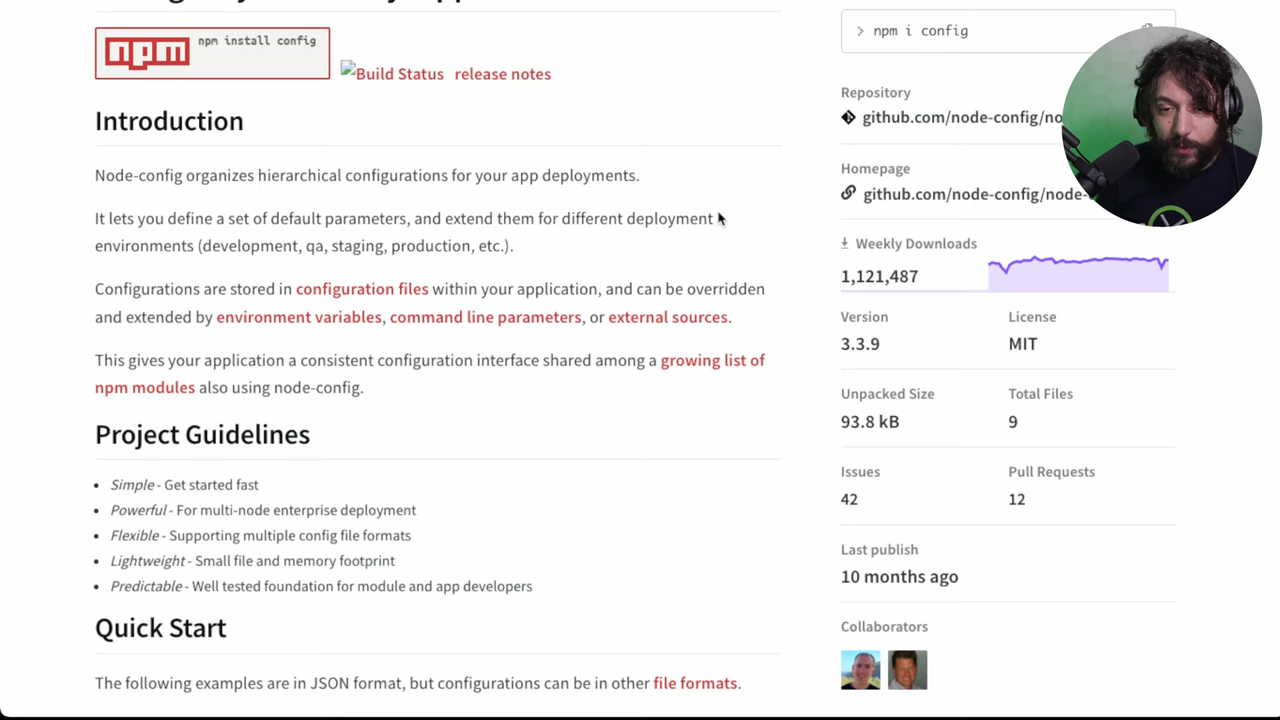 npm
npm install config
Build Status
release notes
Introduction
Node-config organizes hierarchical configurations for your app deployments.
It lets you define a set of default parameters, and extend them for different deployment
environments (development, qa, staging, production, etc.).
Configurations are stored in configuration files within your application, and can be overridden
and extended by environment variables, command line parameters, or external sources.
This gives your application a consistent configuration interface shared among a growing list of
npm modules also using node-config.
Project Guidelines
• Simple - Get started fast
• Powerful - For multi-node enterprise deployment
• Flexible - Supporting multiple config file formats
• Lightweight - Small file and memory footprint
• Predictable - Well tested foundation for module and app developers
Quick Start
The following examples are in JSON format, but configurations can be in other file formats.
> npm i config
Repository
github.com/node-config/no
Homepage
github.com/node-config/node-
Weekly Downloads
1,121,487
Version
License
3.3.9
MIT
Unpacked Size
Total Files
93.8 kB
9
Issues
Pull Requests
42
12
Last publish
10 months ago
Collaborators